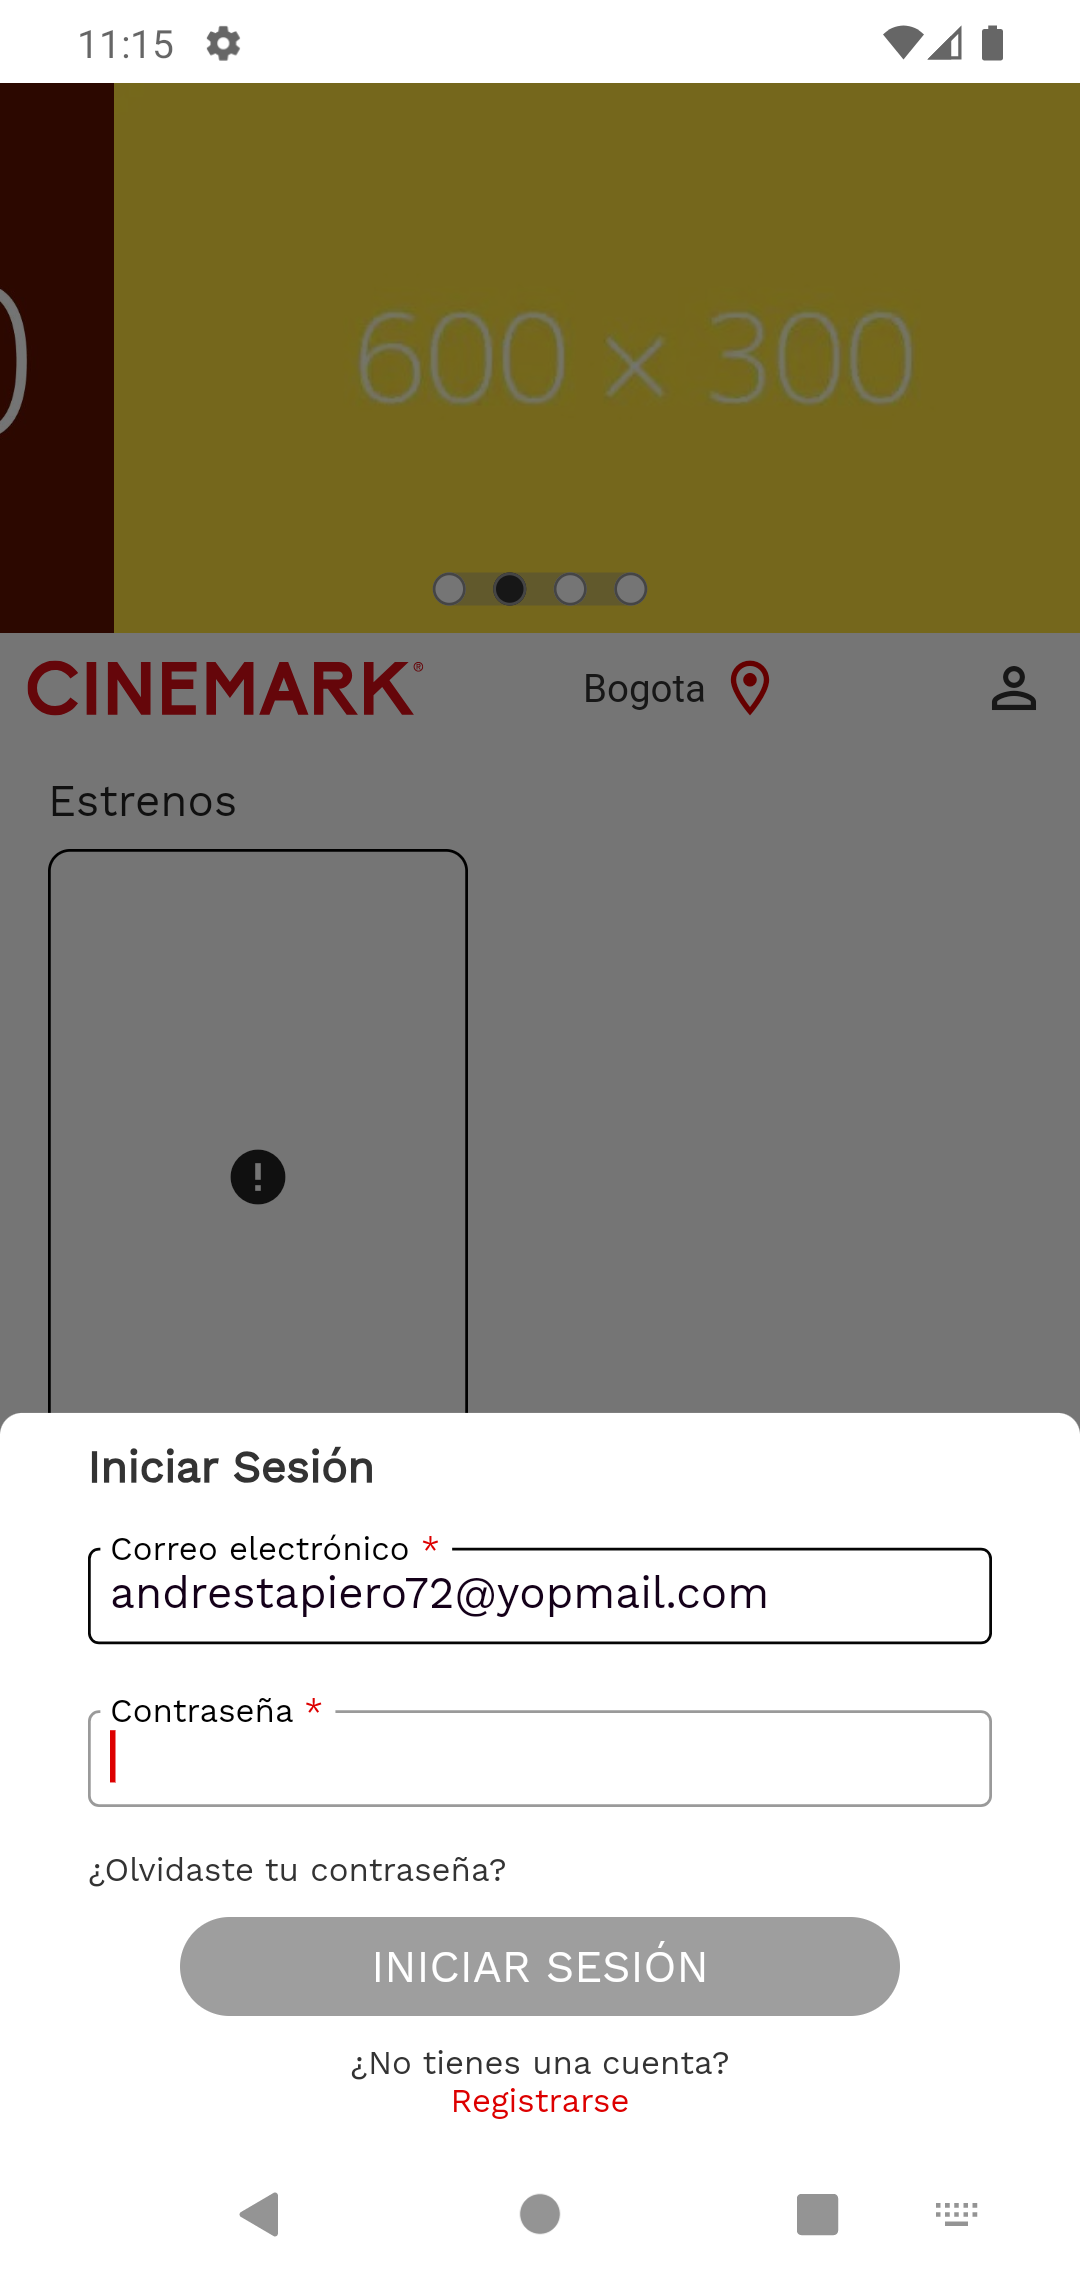 11:15
600 × 300
CINEMARK®
Bogota
Estrenos
Iniciar Sesión
Correo electrónico *
andrestapiero72@yopmail.com
Contraseña *
¿Olvidaste tu contraseña?
INICIAR SESIÓN
¿No tienes una cuenta?
Registrarse